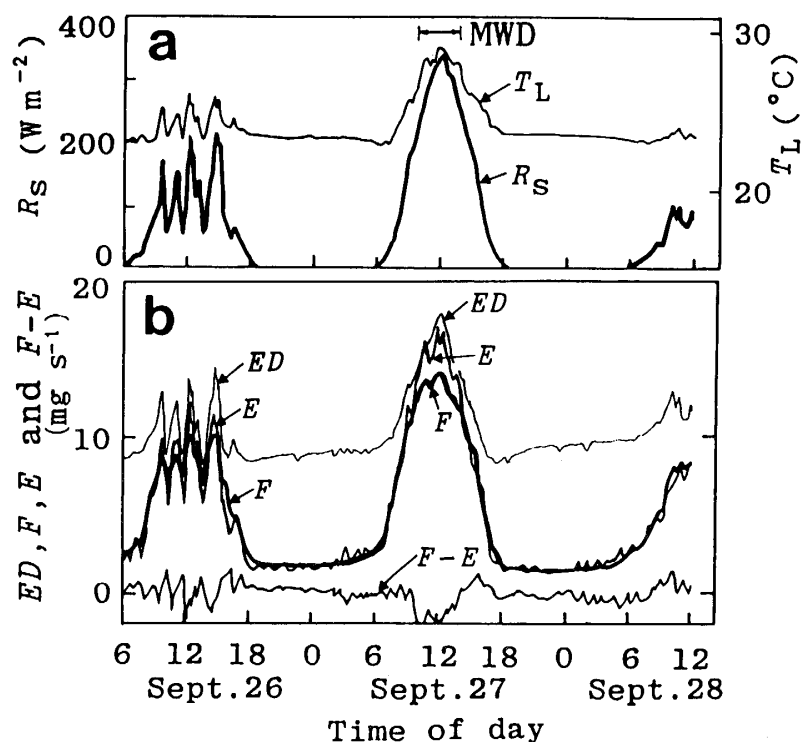 a
MWD
T_L
R_S
400
200
0
R_S (W m⁻²)
30
20
T_L (°C)
b
ED
E
F
ED
E
F
F-E
20
10
0
ED, F, E and F-E
(mg s⁻¹)
6 12 18 0 6 12 18 0 6 12
Sept.26 Sept.27 Sept.28
Time of day